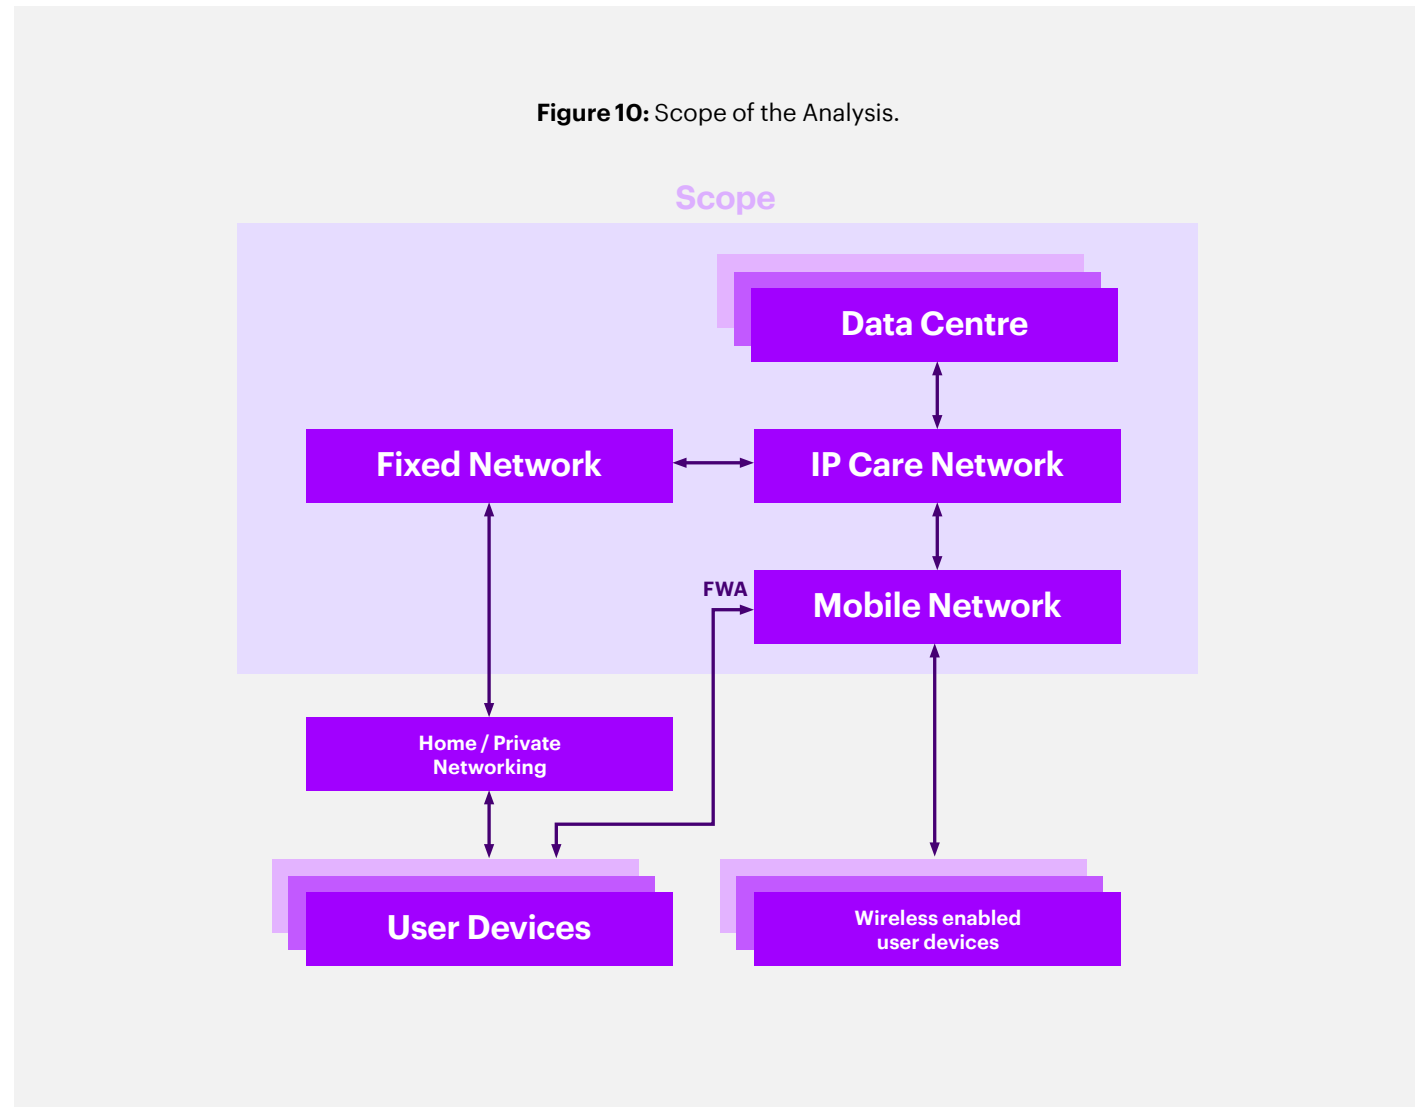 Figure 10: Scope of the Analysis.
Scope
Data Centre
Fixed Network
IP Care Network
FWA
Mobile Network
Home / Private
Networking
User Devices
Wireless enabled
user devices